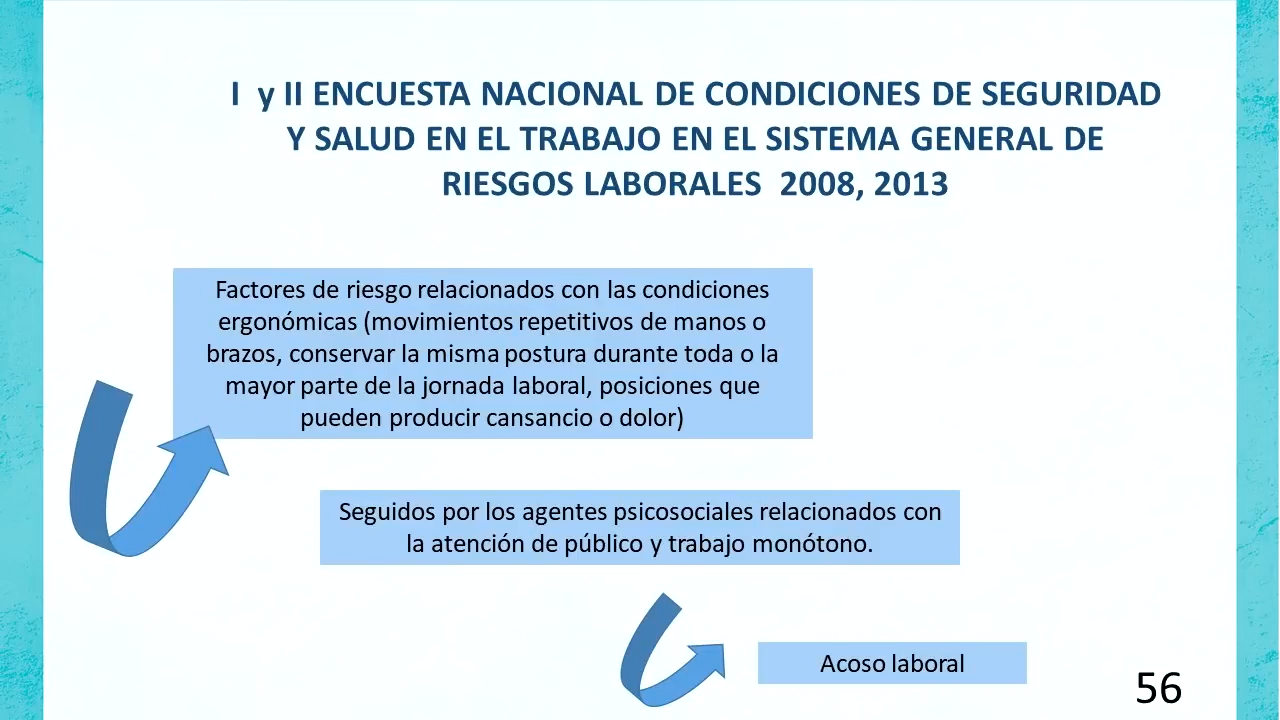 I y II ENCUESTA NACIONAL DE CONDICIONES DE SEGURIDAD
Y SALUD EN EL TRABAJO EN EL SISTEMA GENERAL DE
RIESGOS LABORALES 2008, 2013
Factores de riesgo relacionados con las condiciones
ergonómicas (movimientos repetitivos de manos o
brazos, conservar la misma postura durante toda o la
mayor parte de la jornada laboral, posiciones que
pueden producir cansancio o dolor)
Seguidos por los agentes psicosociales relacionados con
la atención de público y trabajo monótono.
Acoso laboral
56